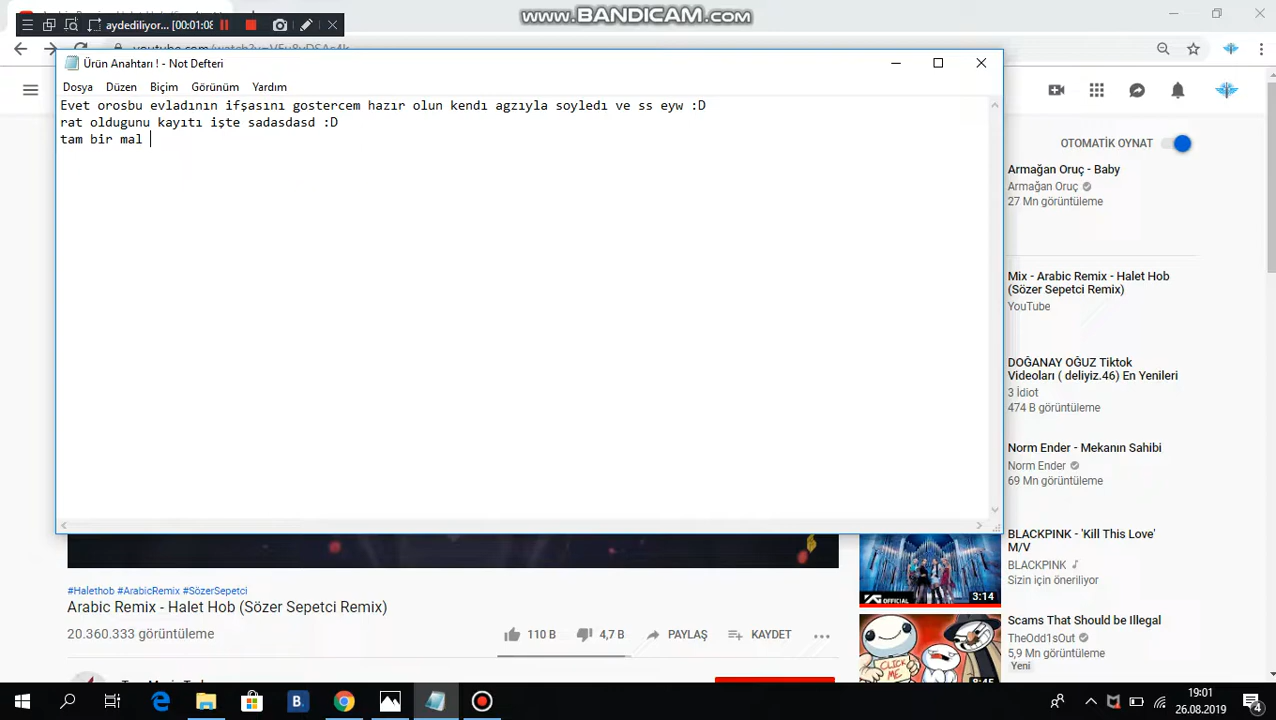 www.BANDICAM.com
aydediliyor... [00:01:08]
Ürün Anahtarı ! - Not Defteri
Dosya Düzen Biçim Görünüm Yardım
Evet orosbu evladının ifşasını gostercem hazır olun kendı agzıyla soyledı ve ss eyw :D
rat oldugunu kayıtı işte sadasdasd :D
tam bir mal
OTOMATİK OYNAT
Armağan Oruç - Baby
Armağan Oruç
27 Mn görüntüleme
Mix - Arabic Remix - Halet Hob
(Sözer Sepetci Remix)
YouTube
DOĞANAY OĞUZ Tiktok
Videoları ( deliyiz.46) En Yenileri
3 İdiot
474 B görüntüleme
Norm Ender - Mekanın Sahibi
Norm Ender
69 Mn görüntüleme
BLACKPINK - 'Kill This Love'
M/V
BLACKPINK
Sizin için öneriliyor
OFFICIAL
3:14
Scams That Should be Illegal
TheOdd1sOut
5,9 Mn görüntüleme
Yeni
CLICK ME
#Halethob #ArabicRemix #SözerSepetci
Arabic Remix - Halet Hob (Sözer Sepetci Remix)
20.360.333 görüntüleme
110 B 4,7 B PAYLAŞ KAYDET
B.
19:01
26.08.2019
4